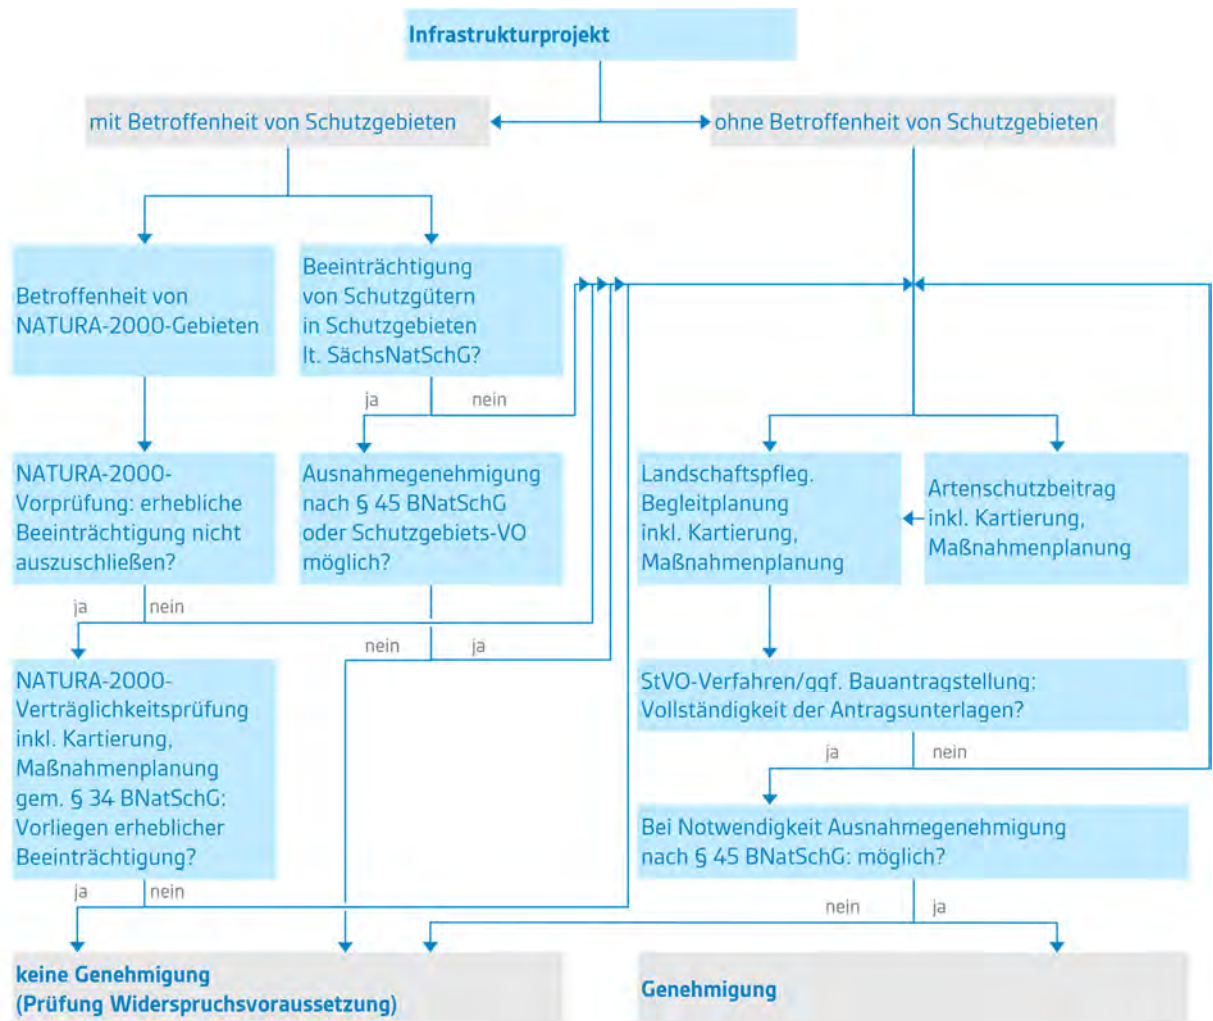 Infrastrukturprojekt
mit Betroffenheit von Schutzgebieten
ohne Betroffenheit von Schutzgebieten
Betroffenheit von
NATURA-2000-Gebieten
Beeinträchtigung
von Schutzgütern
in Schutzgebieten
lt. SächsNatSchG?
ja
nein
NATURA-2000-
Vorprüfung: erhebliche
Beeinträchtigung nicht
auszuschließen?
Ausnahmegenehmigung
nach § 45 BNatSchG
oder Schutzgebiets-VO
möglich?
Landschaftspfleg.
Begleitplanung
inkl. Kartierung,
Maßnahmenplanung
Artenschutzbeitrag
inkl. Kartierung,
Maßnahmenplanung
ja
nein
nein
ja
NATURA-2000-
Verträglichkeitsprüfung
inkl. Kartierung,
Maßnahmenplanung
gem. § 34 BNatSchG:
Vorliegen erheblicher
Beeinträchtigung?
StVO-Verfahren/ggf. Bauantragstellung:
Vollständigkeit der Antragsunterlagen?
ja
nein
Bei Notwendigkeit Ausnahmegenehmigung
nach § 45 BNatSchG: möglich?
ja
nein
nein
ja
keine Genehmigung
(Prüfung Widerspruchsvoraussetzung)
Genehmigung